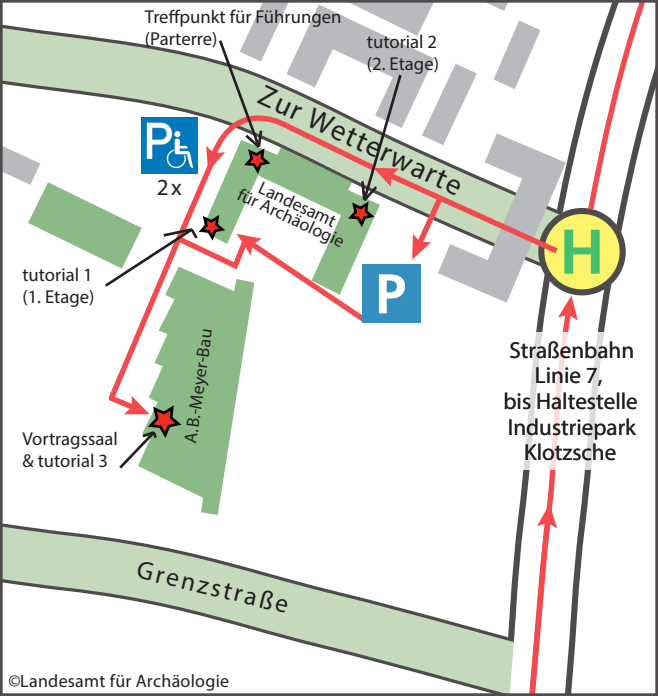 Treffpunkt für Führungen
(Parterre)
tutorial 2
(2. Etage)
Zur Wetterwarte
P
2 x
Landesamt
für Archäologie
H
P
tutorial 1
(1. Etage)
A.B.-Meyer-Bau
Straßenbahn
Linie 7,
bis Haltestelle
Industriepark
Klotzsche
Vortragssaal
& tutorial 3
Grenzstraße
©Landesamt für Archäologie